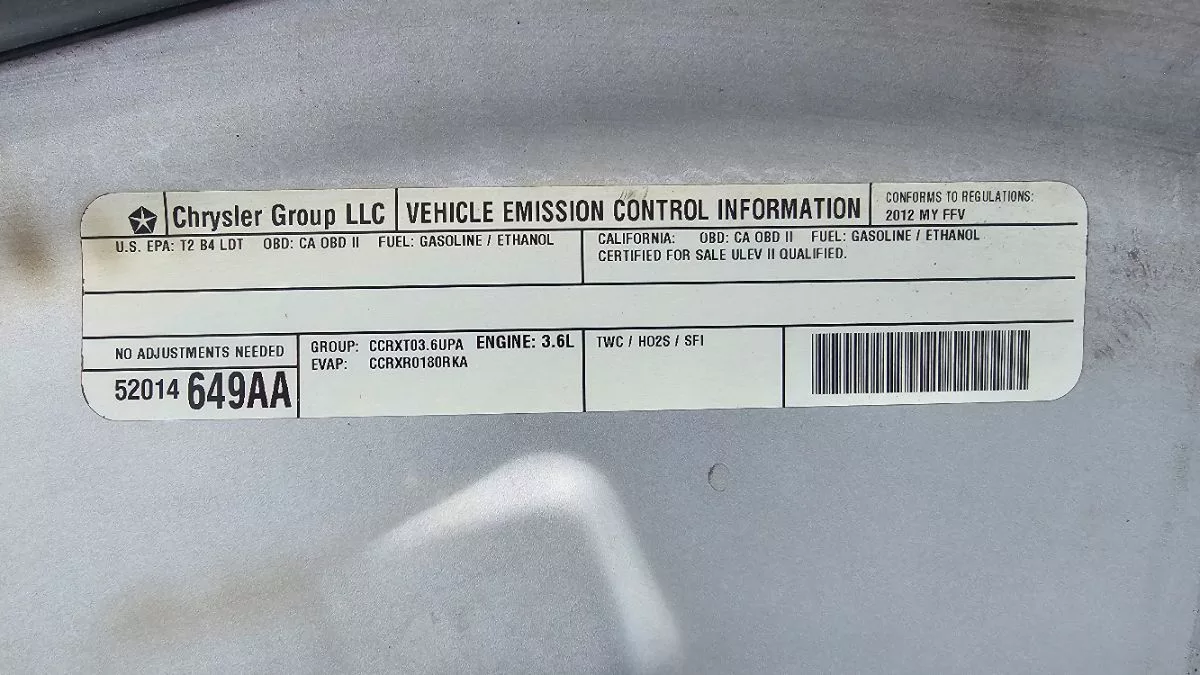 Chrysler Group LLC VEHICLE EMISSION CONTROL INFORMATION
CONFORMS TO REGULATIONS:
2012 MY FFV
U.S. EPA: T2 B4 LDT OBD: CA OBD II FUEL: GASOLINE / ETHANOL
CALIFORNIA: OBD: CA OBD II FUEL: GASOLINE / ETHANOL
CERTIFIED FOR SALE ULEV II QUALIFIED.
NO ADJUSTMENTS NEEDED
52014 649AA
GROUP: CCRXT03.6UPA ENGINE: 3.6L
EVAP: CCRXR0180RKA
TWC / HO2S / SFI